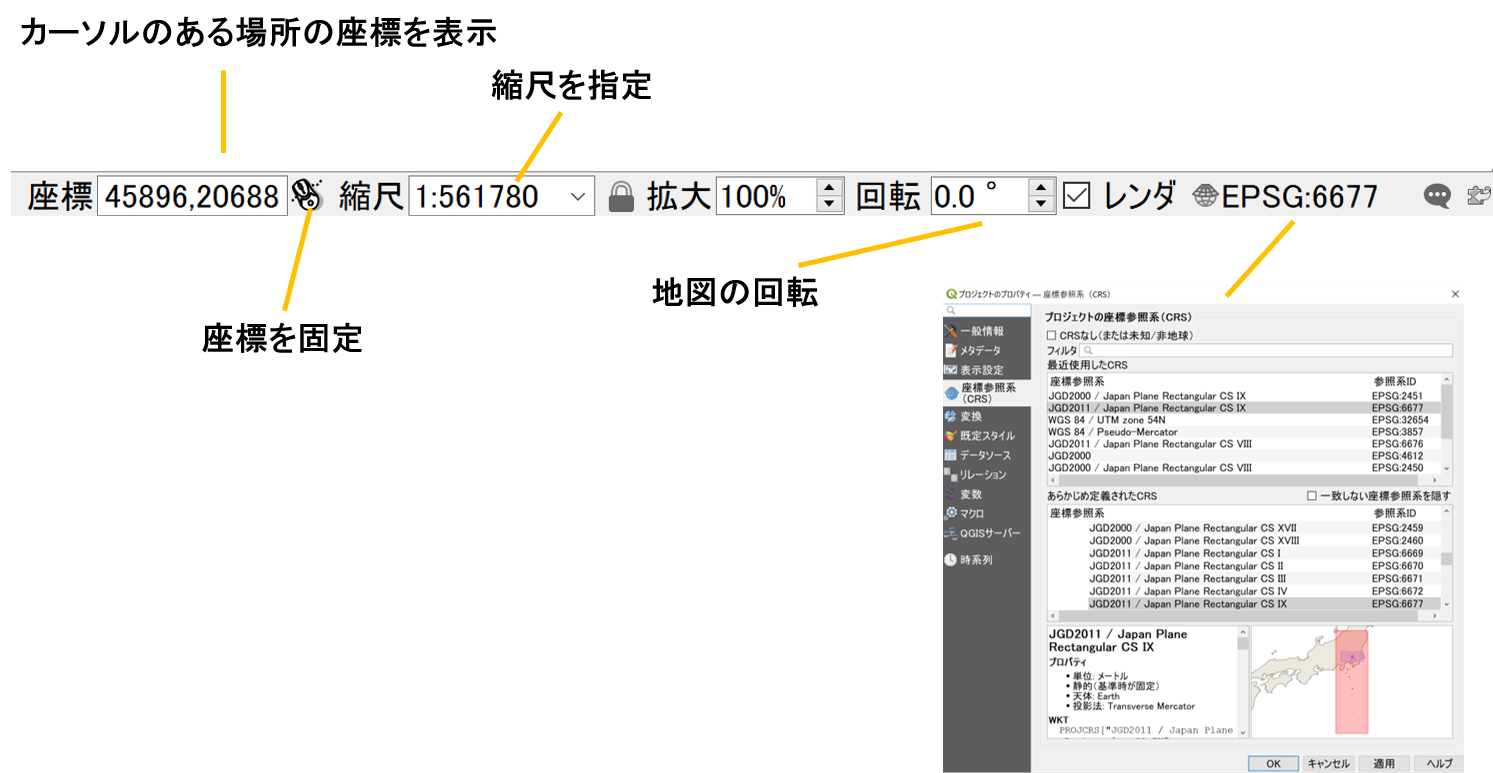 カーソルのある場所の座標を表示
縮尺を指定
座標 45896,20688 縮尺 1:561780 拡大 100% 回転 0.0 ° レンダ EPSG:6677
地図の回転
座標を固定
プロジェクトのプロパティ — 座標参照系 (CRS)
一般情報
メタデータ
表示設定
座標参照系
(CRS)
変換
既定スタイル
データソース
リレーション
変数
マクロ
QGISサーバー
時系列
プロジェクトの座標参照系(CRS)
CRSなし(または未知/非地球)
フィルタ
最近使用したCRS
座標参照系 参照系ID
JGD2000 / Japan Plane Rectangular CS IX EPSG:2451
JGD2011 / Japan Plane Rectangular CS IX EPSG:6677
WGS 84 / UTM zone 54N EPSG:32654
WGS 84 / Pseudo-Mercator EPSG:3857
JGD2011 / Japan Plane Rectangular CS VIII EPSG:6676
JGD2000 EPSG:4612
JGD2000 / Japan Plane Rectangular CS VIII EPSG:2450
あらかじめ定義されたCRS 一致しない座標参照系を隠す
座標参照系 参照系ID
JGD2000 / Japan Plane Rectangular CS XVII EPSG:2459
JGD2000 / Japan Plane Rectangular CS XVIII EPSG:2460
JGD2011 / Japan Plane Rectangular CS I EPSG:6669
JGD2011 / Japan Plane Rectangular CS II EPSG:6670
JGD2011 / Japan Plane Rectangular CS III EPSG:6671
JGD2011 / Japan Plane Rectangular CS IV EPSG:6672
JGD2011 / Japan Plane Rectangular CS IX EPSG:6677
JGD2011 / Japan Plane
Rectangular CS IX
プロパティ
• 単位: メートル
• 静的(基準時が固定)
• 天体: Earth
• 投影法: Transverse Mercator
WKT
PROJCRS["JGD2011 / Japan Plane
OK キャンセル 適用 ヘルプ